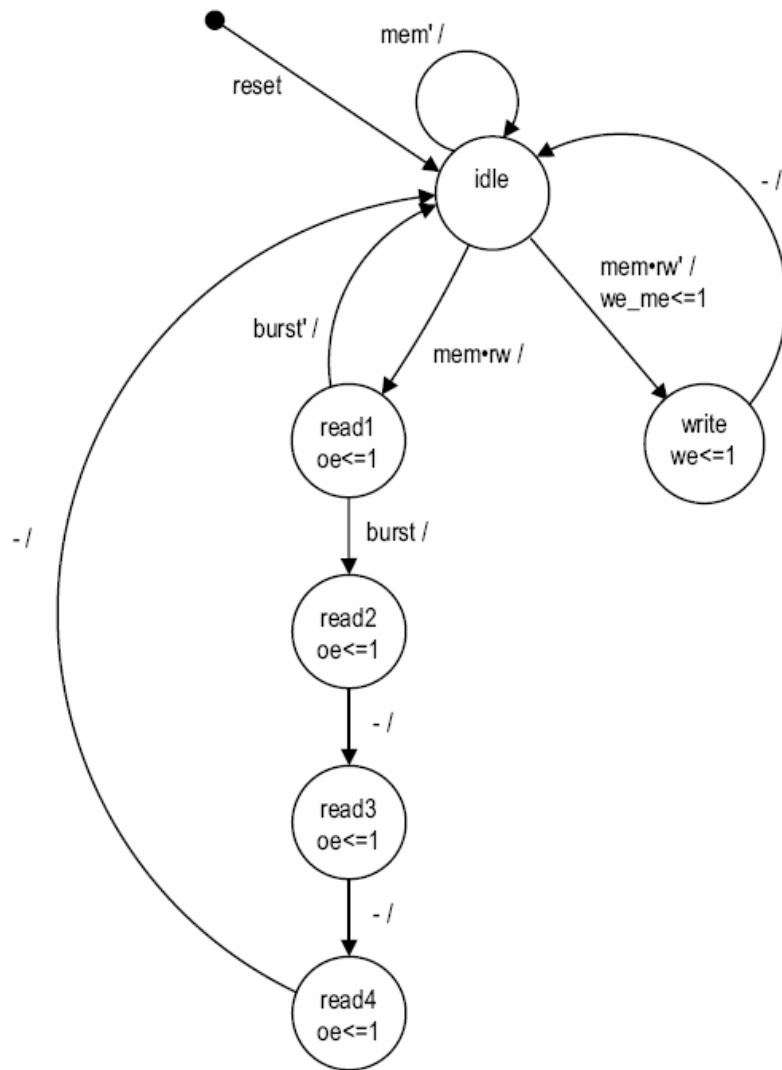 mem' /
reset
idle
- /
mem•rw' /
we_me<=1
burst' /
mem•rw /
read1
oe<=1
write
we<=1
- /
burst /
read2
oe<=1
- /
read3
oe<=1
- /
read4
oe<=1